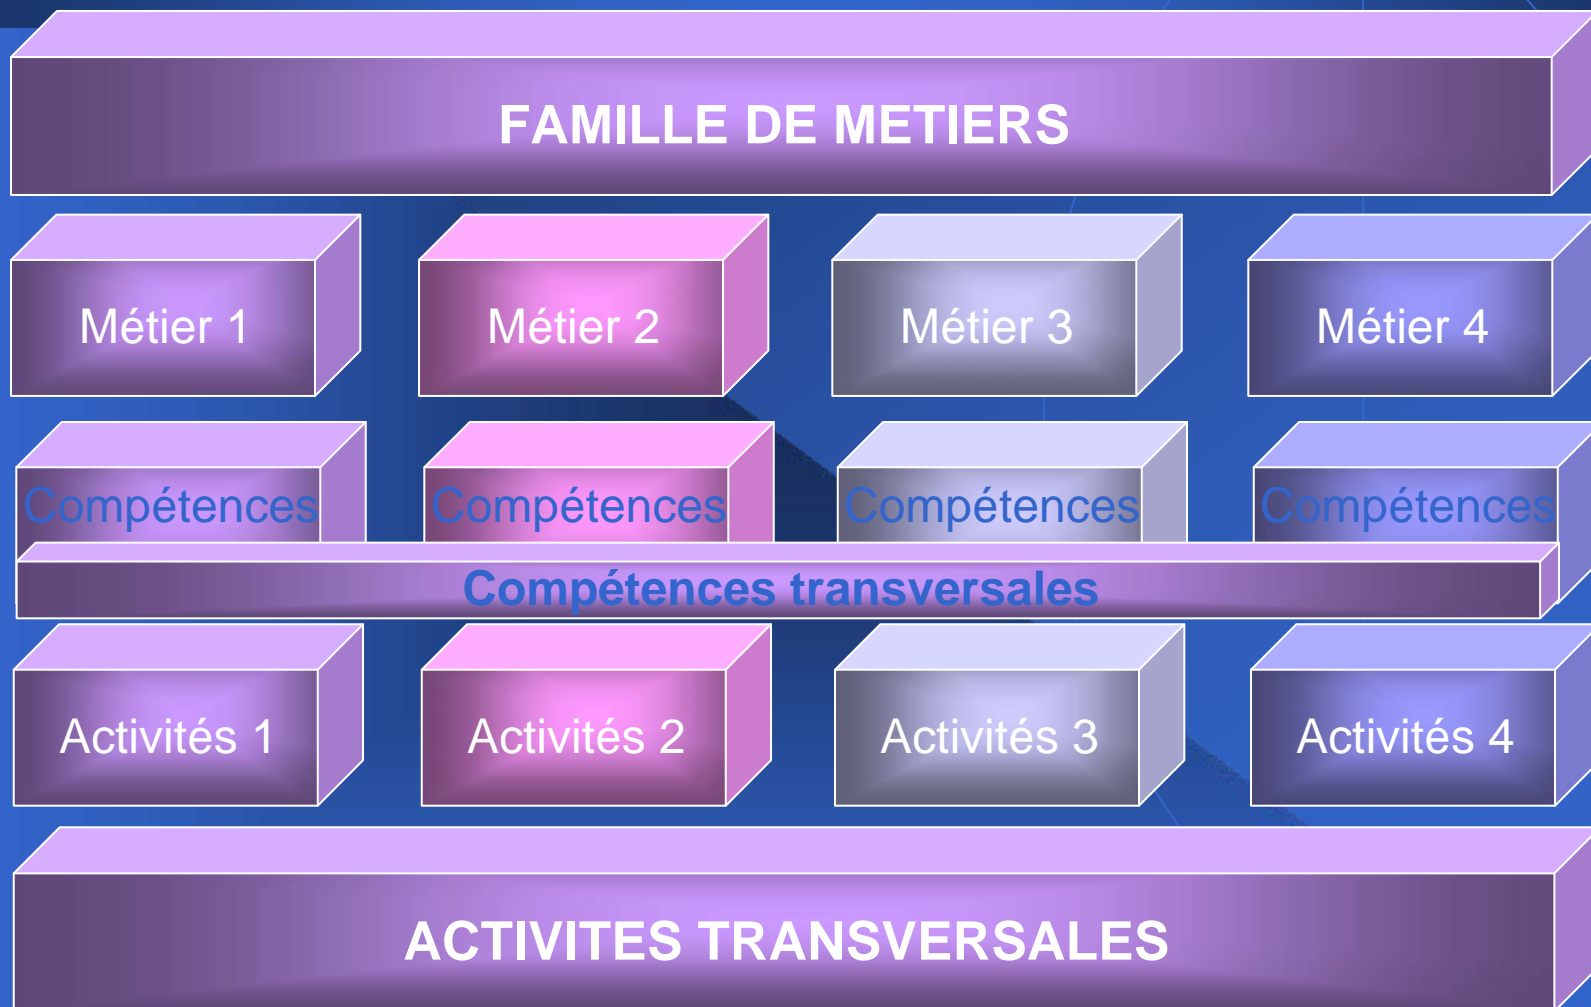 FAMILLE DE METIERS
Métier 1
Métier 2
Métier 3
Métier 4
Compétences
Compétences
Compétences
Compétences
Compétences transversales
Activités 1
Activités 2
Activités 3
Activités 4
ACTIVITES TRANSVERSALES